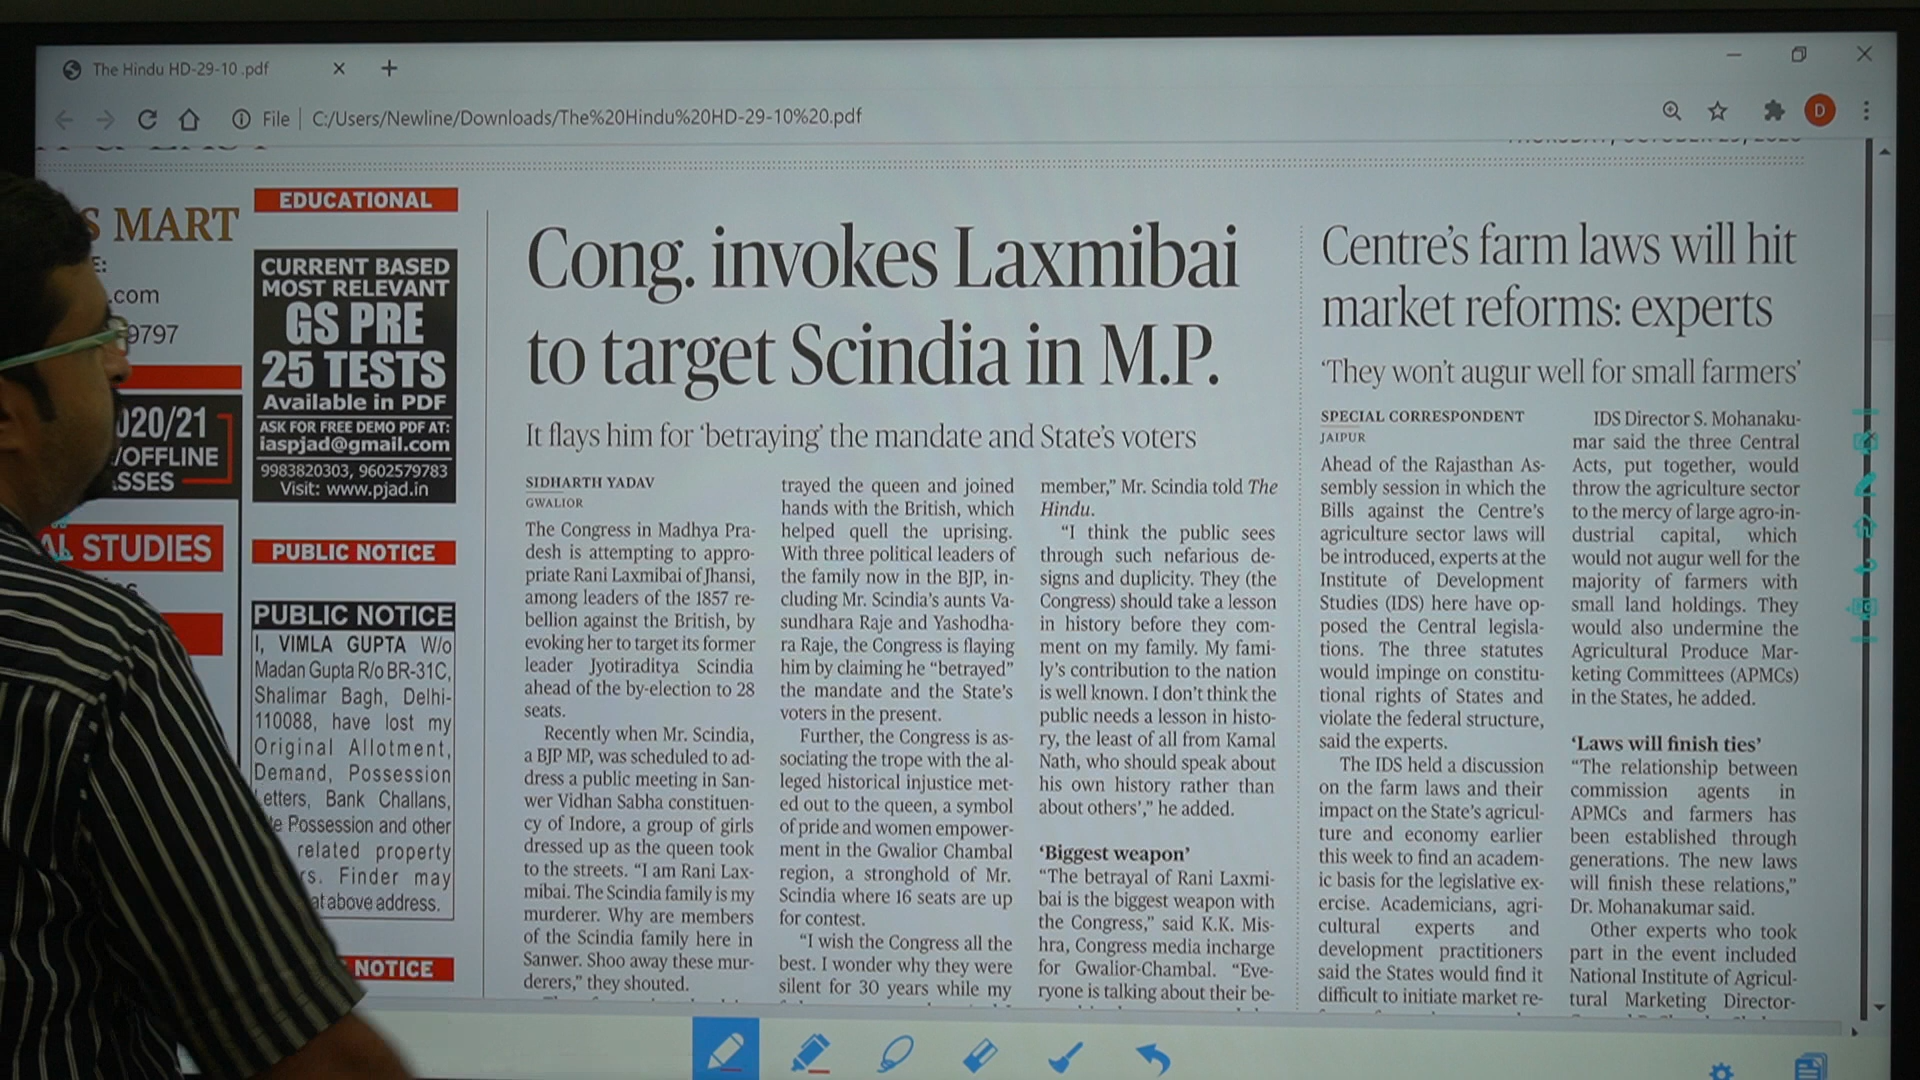 The Hindu HD-29-10 .pdf
File
C:/Users/Newline/Downloads/The%20Hindu%20HD-29-10%20.pdf
D
S MART
E:
.com
9797
020/21
/OFFLINE
ASSES
AL STUDIES
EDUCATIONAL
CURRENT BASED
MOST RELEVANT
GS PRE
25 TESTS
Available in PDF
ASK FOR FREE DEMO PDF AT:
iaspjad@gmail.com
9983820303, 9602579783
Visit: www.pjad.in
PUBLIC NOTICE
PUBLIC NOTICE
I, VIMLA GUPTA W/o
Madan Gupta R/o BR-31C,
Shalimar Bagh, Delhi-
110088, have lost my
Original Allotment,
Demand, Possession
Letters, Bank Challans,
Possession and other
related property
Finder may
at above address.
NOTICE
Cong. invokes Laxmibai
to target Scindia in M.P.
It flays him for ‘betraying’ the mandate and State’s voters
SIDHARTH YADAV
GWALIOR
The Congress in Madhya Pra-
desh is attempting to appro-
priate Rani Laxmibai of Jhansi,
among leaders of the 1857 re-
bellion against the British, by
evoking her to target its former
leader Jyotiraditya Scindia
ahead of the by-election to 28
seats.
Recently when Mr. Scindia,
a BJP MP, was scheduled to ad-
dress a public meeting in San-
wer Vidhan Sabha constituen-
cy of Indore, a group of girls
dressed up as the queen took
to the streets. “I am Rani Lax-
mibai. The Scindia family is my
murderer. Why are members
of the Scindia family here in
Sanwer. Shoo away these mur-
derers,” they shouted.
trayed the queen and joined
hands with the British, which
helped quell the uprising.
With three political leaders of
the family now in the BJP, in-
cluding Mr. Scindia’s aunts Va-
sundhara Raje and Yashodha-
ra Raje, the Congress is flaying
him by claiming he “betrayed”
the mandate and the State’s
voters in the present.
Further, the Congress is as-
sociating the trope with the al-
leged historical injustice met-
ed out to the queen, a symbol
of pride and women empower-
ment in the Gwalior Chambal
region, a stronghold of Mr.
Scindia where 16 seats are up
for contest.
“I wish the Congress all the
best. I wonder why they were
silent for 30 years while my
member,” Mr. Scindia told The
Hindu.
“I think the public sees
through such nefarious de-
signs and duplicity. They (the
Congress) should take a lesson
in history before they com-
ment on my family. My fami-
ly’s contribution to the nation
is well known. I don’t think the
public needs a lesson in histo-
ry, the least of all from Kamal
Nath, who should speak about
his own history rather than
about others’,” he added.
‘Biggest weapon’
“The betrayal of Rani Laxmi-
bai is the biggest weapon with
the Congress,” said K.K. Mis-
hra, Congress media incharge
for Gwalior-Chambal. “Eve-
ryone is talking about their be-
Centre’s farm laws will hit
market reforms: experts
‘They won’t augur well for small farmers’
SPECIAL CORRESPONDENT
JAIPUR
Ahead of the Rajasthan As-
sembly session in which the
Bills against the Centre’s
agriculture sector laws will
be introduced, experts at the
Institute of Development
Studies (IDS) here have op-
posed the Central legisla-
tions. The three statutes
would impinge on constitu-
tional rights of States and
violate the federal structure,
said the experts.
The IDS held a discussion
on the farm laws and their
impact on the State’s agricul-
ture and economy earlier
this week to find an academ-
ic basis for the legislative ex-
ercise. Academicians, agri-
cultural experts and
development practitioners
said the States would find it
difficult to initiate market re-
IDS Director S. Mohanaku-
mar said the three Central
Acts, put together, would
throw the agriculture sector
to the mercy of large agro-in-
dustrial capital, which
would not augur well for the
majority of farmers with
small land holdings. They
would also undermine the
Agricultural Produce Mar-
keting Committees (APMCs)
in the States, he added.
‘Laws will finish ties’
“The relationship between
commission agents in
APMCs and farmers has
been established through
generations. The new laws
will finish these relations,”
Dr. Mohanakumar said.
Other experts who took
part in the event included
National Institute of Agricul-
tural Marketing Director-